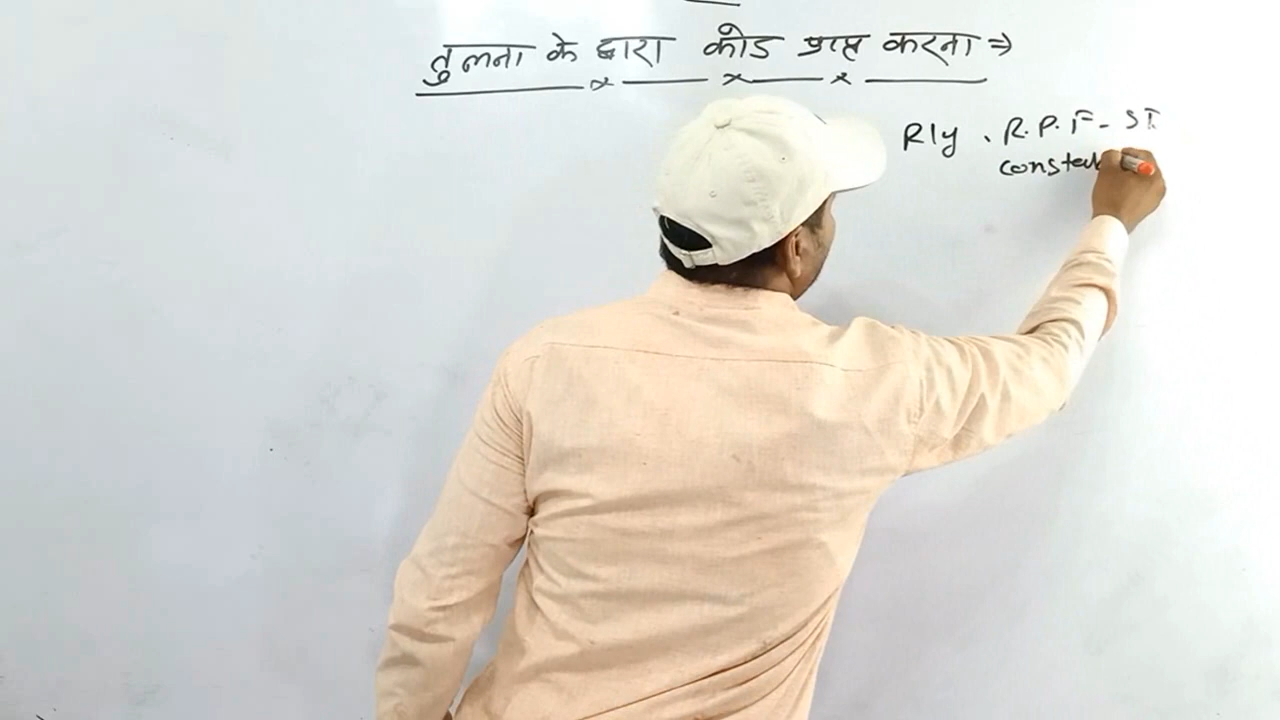 तुलना के द्वारा कोड प्राप्त करना ⇒
Rly . R.P.F - SI
constab